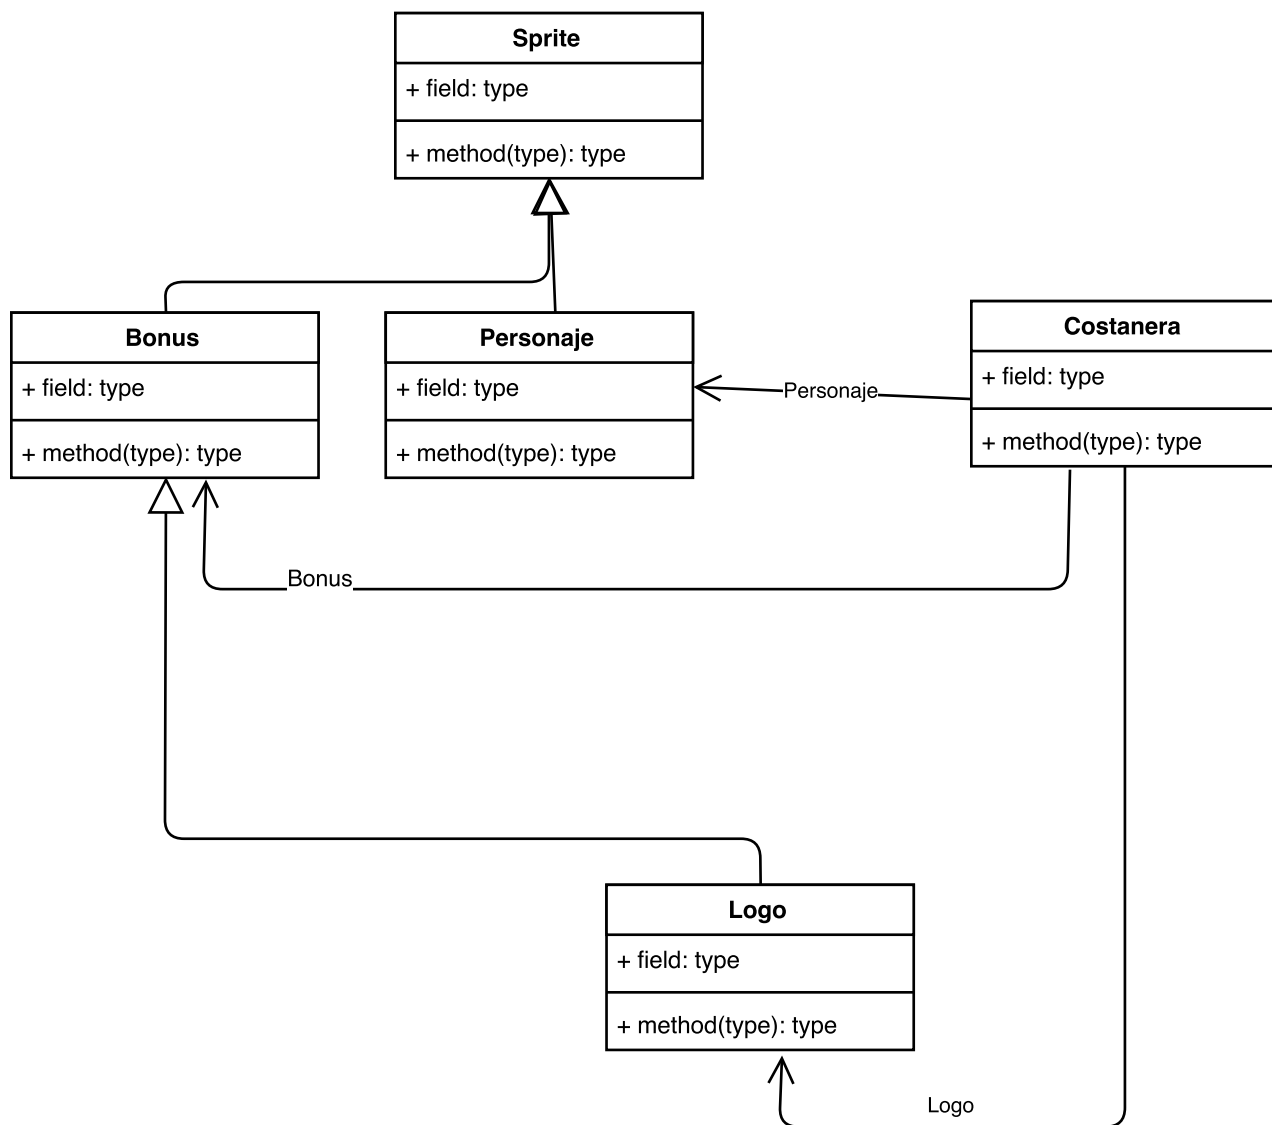 Sprite
+ field: type
+ method(type): type
Bonus
+ field: type
+ method(type): type
Personaje
+ field: type
+ method(type): type
Costanera
+ field: type
+ method(type): type
Personaje
Bonus
Logo
+ field: type
+ method(type): type
Logo